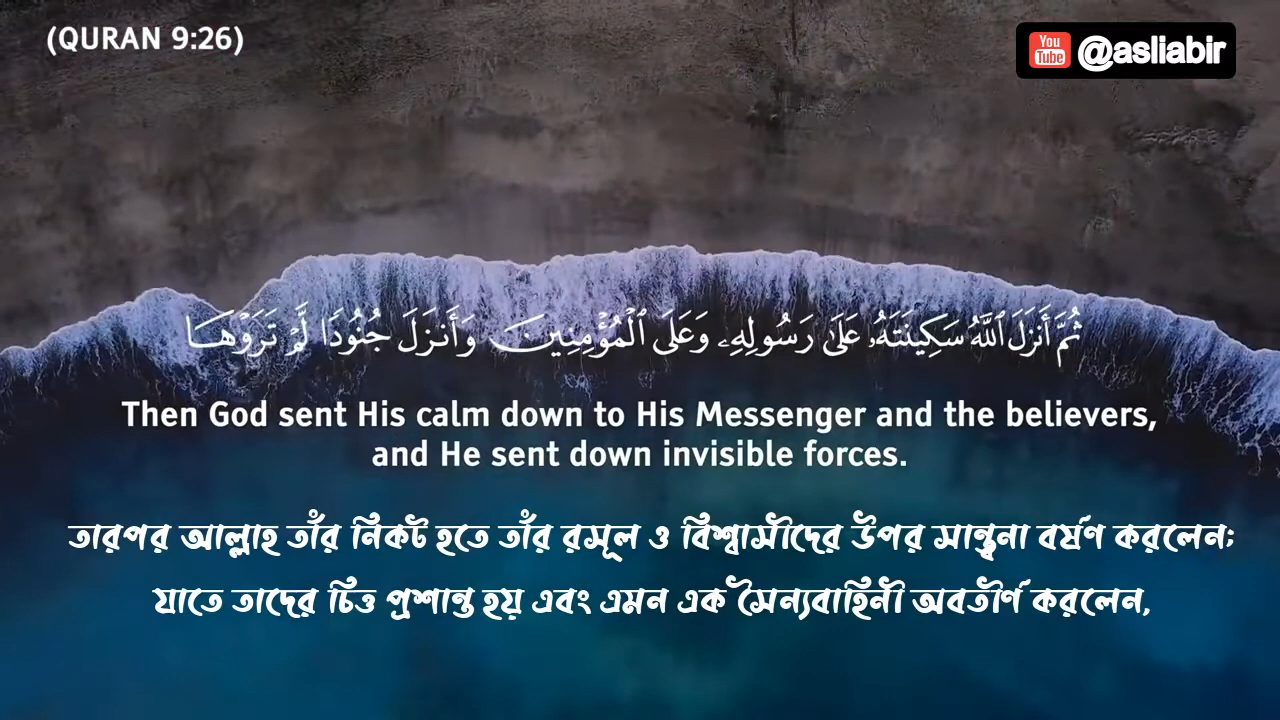 (QURAN 9:26)
You Tube @asliabir
ثُمَّ أَنزَلَ ٱللَّهُ سَكِينَتَهُۥ عَلَىٰ رَسُولِهِۦ وَعَلَى ٱلْمُؤْمِنِينَ وَأَنزَلَ جُنُودًا لَّمْ تَرَوْهَا
Then God sent His calm down to His Messenger and the believers,
and He sent down invisible forces.
তারপর আল্লাহ তাঁর নিকট হতে তাঁর রসূল ও বিশ্বাসীদের উপর সান্ত্বনা বর্ষণ করলেন;
যাতে তাদের চিত্ত প্রশান্ত হয় এবং এমন এক সৈন্যবাহিনী অবতীর্ণ করলেন,